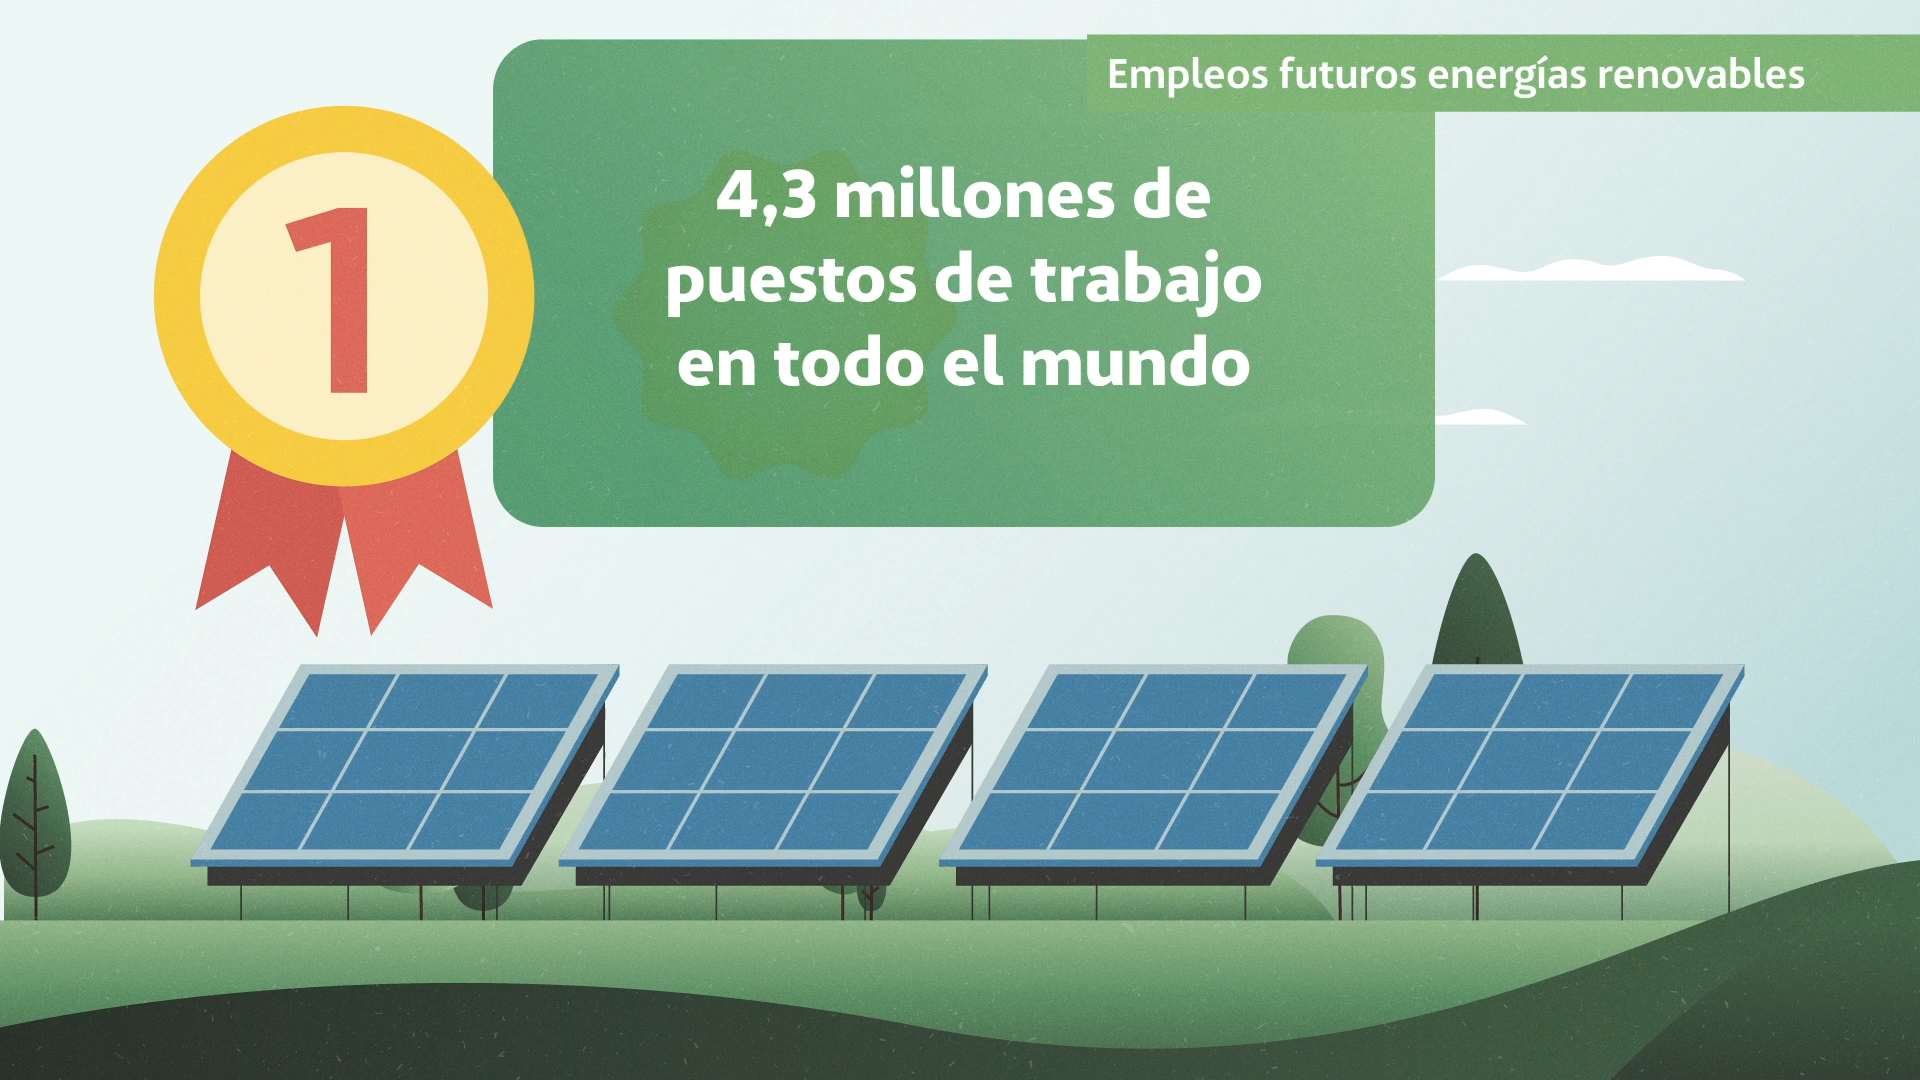 Empleos futuros energías renovables
1
4,3 millones de
puestos de trabajo
en todo el mundo